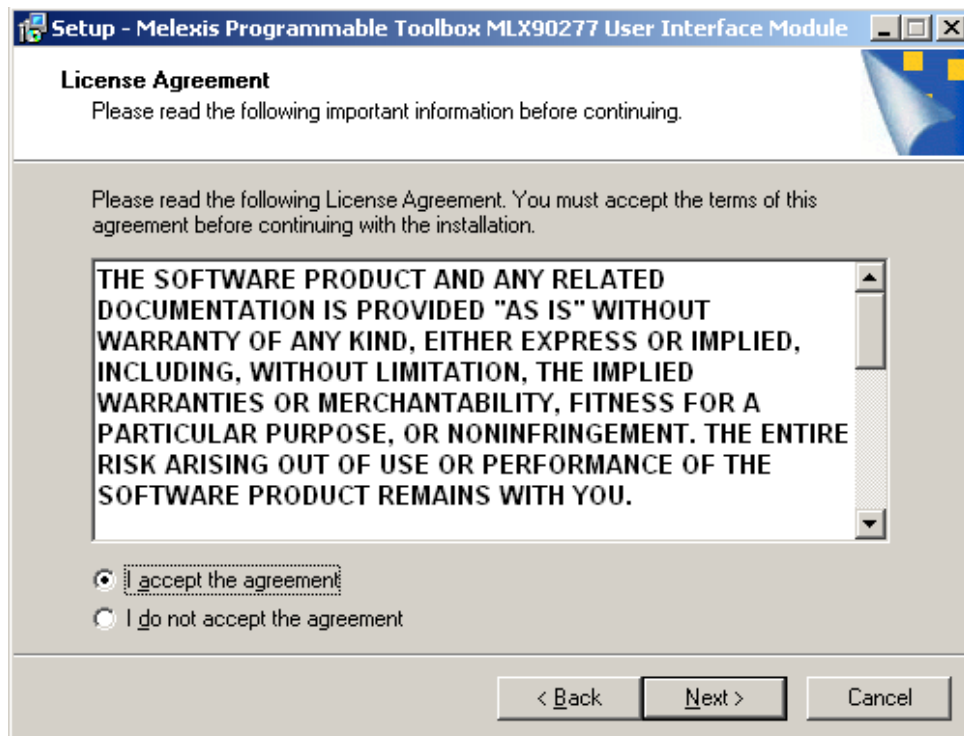 Setup - Melexis Programmable Toolbox MLX90277 User Interface Module
License Agreement
Please read the following important information before continuing.
Please read the following License Agreement. You must accept the terms of this
agreement before continuing with the installation.
THE SOFTWARE PRODUCT AND ANY RELATED
DOCUMENTATION IS PROVIDED "AS IS" WITHOUT
WARRANTY OF ANY KIND, EITHER EXPRESS OR IMPLIED,
INCLUDING, WITHOUT LIMITATION, THE IMPLIED
WARRANTIES OR MERCHANTABILITY, FITNESS FOR A
PARTICULAR PURPOSE, OR NONINFRINGEMENT. THE ENTIRE
RISK ARISING OUT OF USE OR PERFORMANCE OF THE
SOFTWARE PRODUCT REMAINS WITH YOU.
I accept the agreement
I do not accept the agreement
< Back Next > Cancel